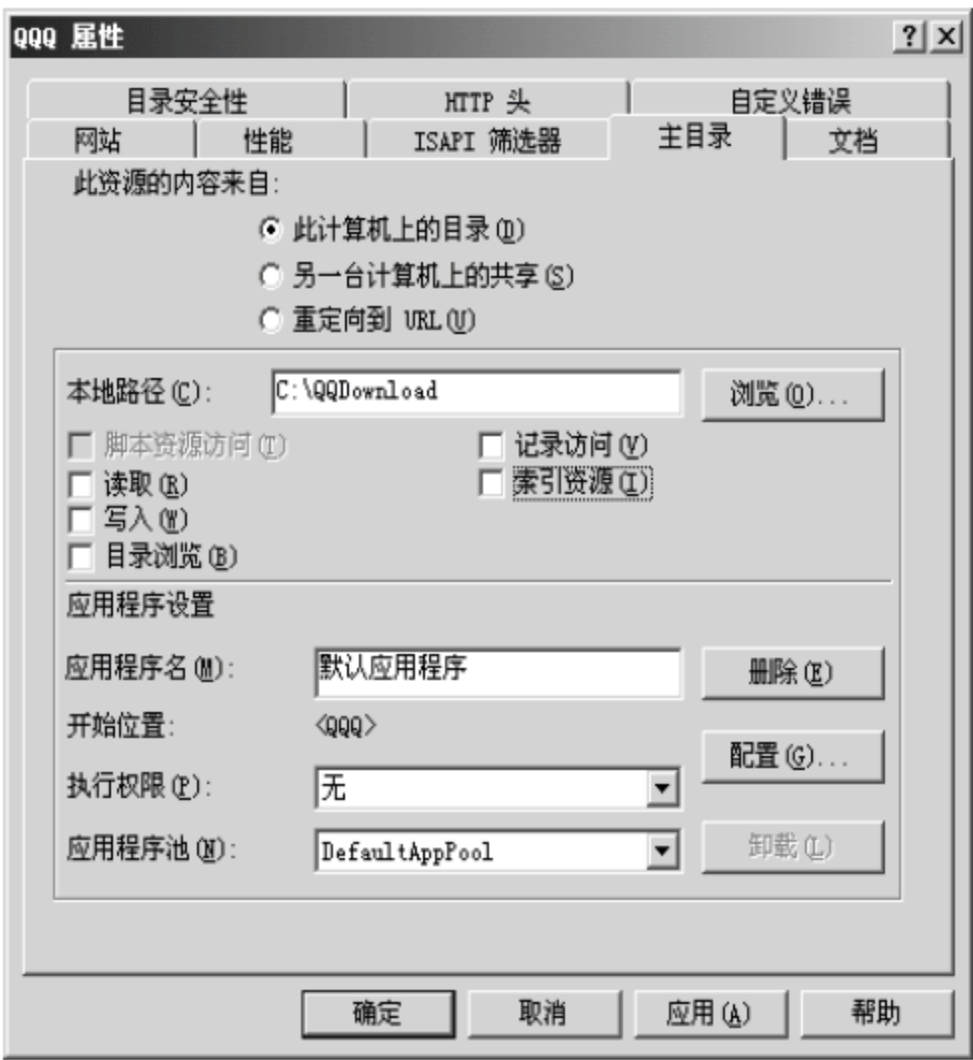 QQQ 属性
? ×
目录安全性 HTTP 头 自定义错误
网站 性能 ISAPI 筛选器 主目录 文档
此资源的内容来自:
此计算机上的目录(D)
另一台计算机上的共享(S)
重定向到 URL(U)
本地路径(C): C:\QQDownload 浏览(O)...
脚本资源访问(T) 记录访问(V)
读取(R) 索引资源(I)
写入(W)
目录浏览(B)
应用程序设置
应用程序名(M): 默认应用程序 删除(E)
开始位置: <QQQ>
配置(G)...
执行权限(P): 无
应用程序池(N): DefaultAppPool 卸载(L)
确定 取消 应用(A) 帮助